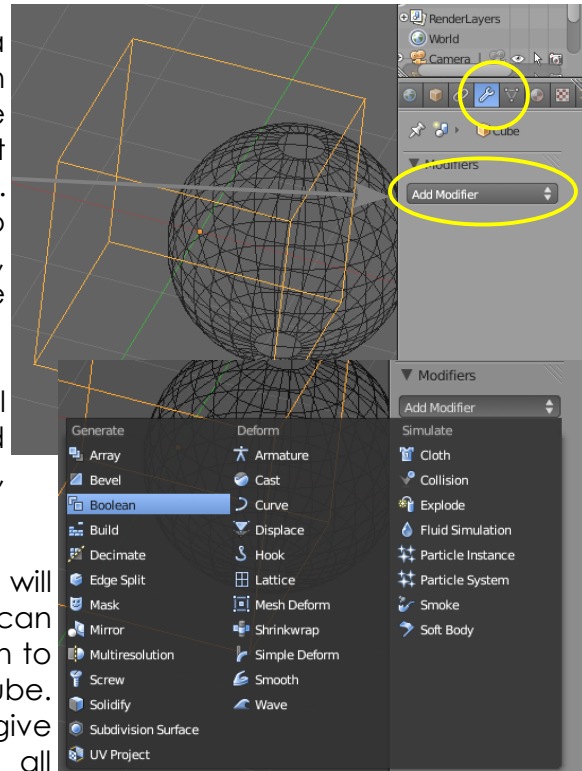 RenderLayers
World
Camera
Cube
Modifiers
Add Modifier
Modifiers
Add Modifier
Generate
Array
Bevel
Boolean
Build
Decimate
Edge Split
Mask
Mirror
Multiresolution
Screw
Solidify
Subdivision Surface
UV Project
Deform
Armature
Cast
Curve
Displace
Hook
Lattice
Mesh Deform
Shrinkwrap
Simple Deform
Smooth
Wave
Simulate
Cloth
Collision
Explode
Fluid Simulation
Particle Instance
Particle System
Smoke
Soft Body
will
can
to
give
all